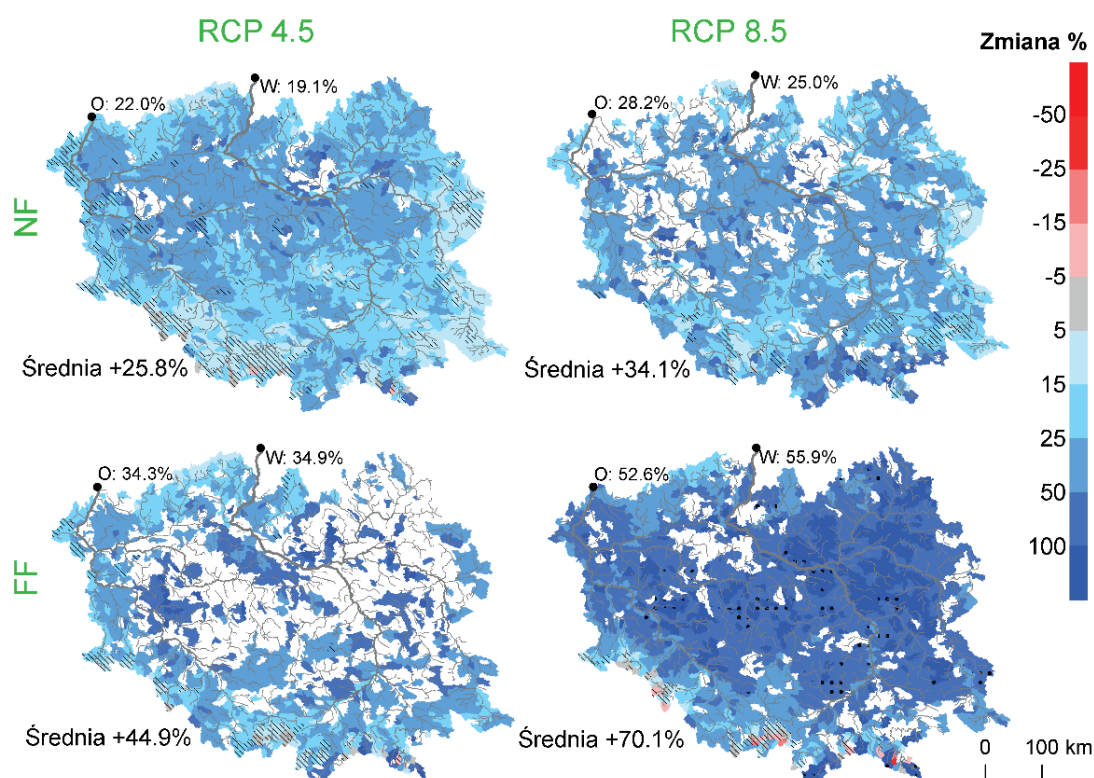 RCP 4.5
RCP 8.5
Zmiana %
NF
O: 22.0%
W: 19.1%
Średnia +25.8%
O: 28.2%
W: 25.0%
Średnia +34.1%
FF
O: 34.3%
W: 34.9%
Średnia +44.9%
O: 52.6%
W: 55.9%
Średnia +70.1%
-50
-25
-15
-5
5
15
25
50
100
0 100 km